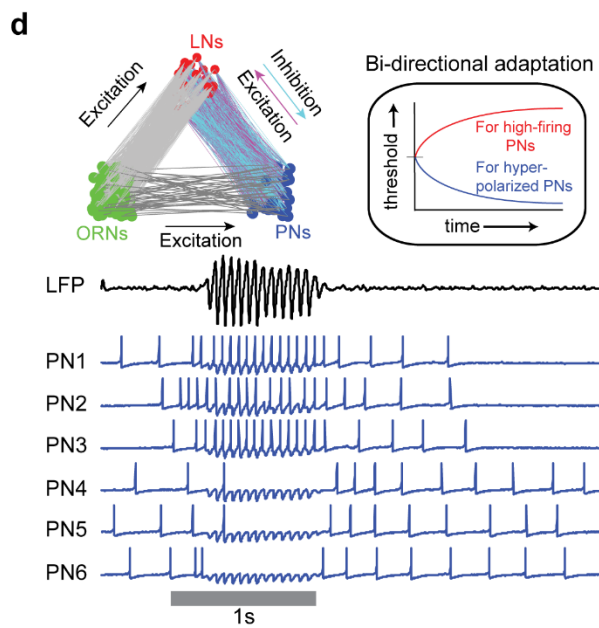 d
LNs
Excitation
Inhibition
Excitation
ORNs
Excitation
PNs
Bi-directional adaptation
threshold
For high-firing
PNs
For hyper-
polarized PNs
time
LFP
PN1
PN2
PN3
PN4
PN5
PN6
1s